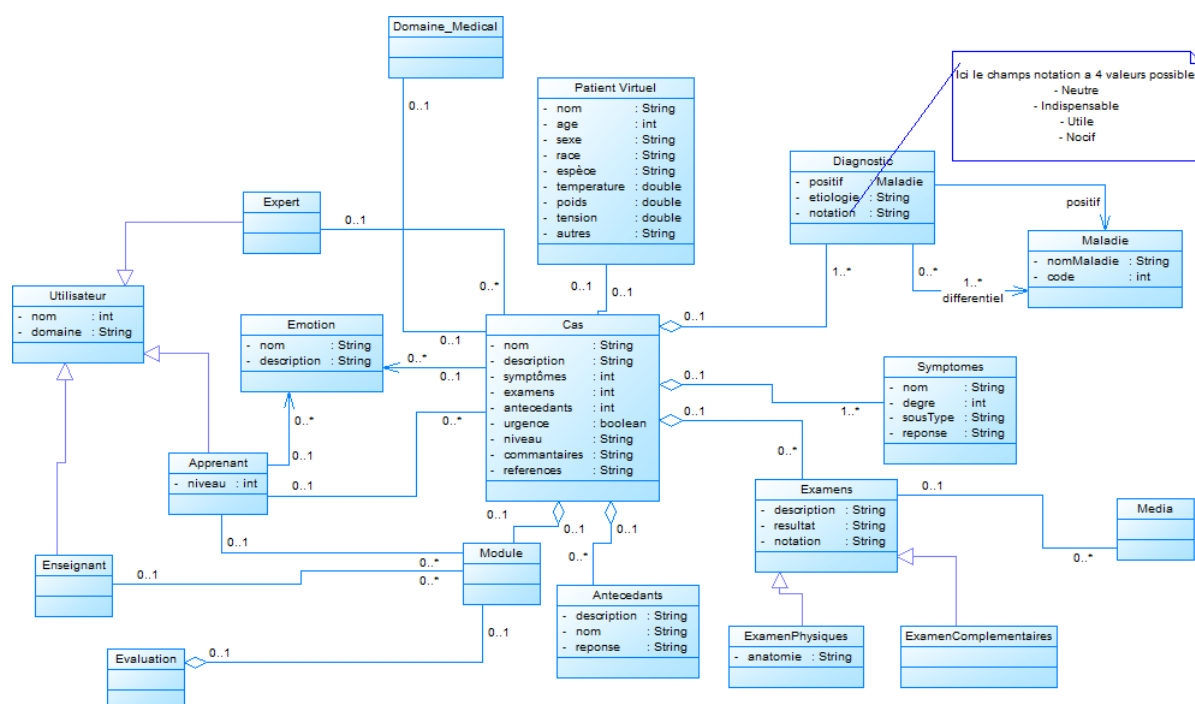 Domaine_Medical
0..1
0..1
Patient Virtuel
- nom : String
- age : int
- sexe : String
- race : String
- espèce : String
- temperature : double
- poids : double
- tension : double
- autres : String
0..1
0..1
Ici le champs notation a 4 valeurs possible
- Neutre
- Indispensable
- Utile
- Nocif
Diagnostic
- positif : Maladie
- etiologie : String
- notation : String
positif
1..*
0..*
1..*
differentiel
Maladie
- nomMaladie : String
- code : int
Expert
0..1
0..*
Utilisateur
- nom : int
- domaine : String
Emotion
- nom : String
- description : String
0..*
0..1
0..*
0..1
Cas
- nom : String
- description : String
- symptômes : int
- examens : int
- antecedants : int
- urgence : boolean
- niveau : String
- commantaires : String
- references : String
0..1
0..1
0..1
Symptomes
- nom : String
- degre : int
- sousType : String
- reponse : String
1..*
0..*
Apprenant
- niveau : int
0..1
0..*
0..1
Examens
- description : String
- resultat : String
- notation : String
0..1
0..*
Media
0..1
0..1
0..1
0..*
Module
0..*
0..*
0..1
Enseignant
0..1
Antecedants
- description : String
- nom : String
- reponse : String
ExamenPhysiques
- anatomie : String
ExamenComplementaires
Evaluation
0..1